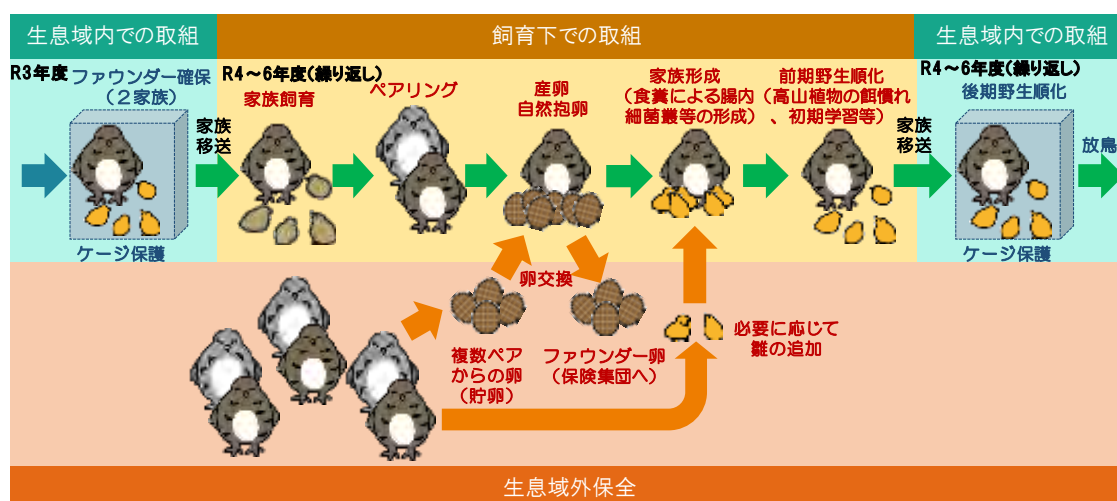 生息域内での取組
飼育下での取組
生息域内での取組
R3年度
ファウンダー確保
（２家族）
ケージ保護
家族
移送
R4～6年度(繰り返し)
家族飼育
ペアリング
産卵
自然抱卵
家族形成
（食糞による腸内
細菌叢等の形成）
前期野生順化
（高山植物の餌慣れ
、初期学習等）
家族
移送
R4～6年度(繰り返し)
後期野生順化
ケージ保護
放鳥
卵交換
複数ペア
からの卵
（貯卵）
ファウンダー卵
（保険集団へ）
必要に応じて
雛の追加
生息域外保全